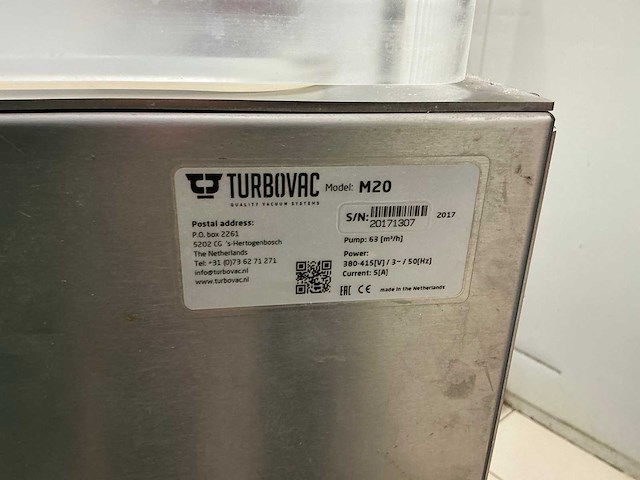 TURBOVAC
QUALITY VACUUM SYSTEMS
Model: M20
S/N:
20171307
2017
Postal address:
P.O. box 2261
5202 CG 's-Hertogenbosch
The Netherlands
Tel: +31 (0)73 62 71 271
info@turbovac.nl
www.turbovac.nl
Pump: 63 [m³/h]
Power:
380-415[V] / 3~ / 50[Hz]
Current: 5[A]
EAC CE made in the Netherlands